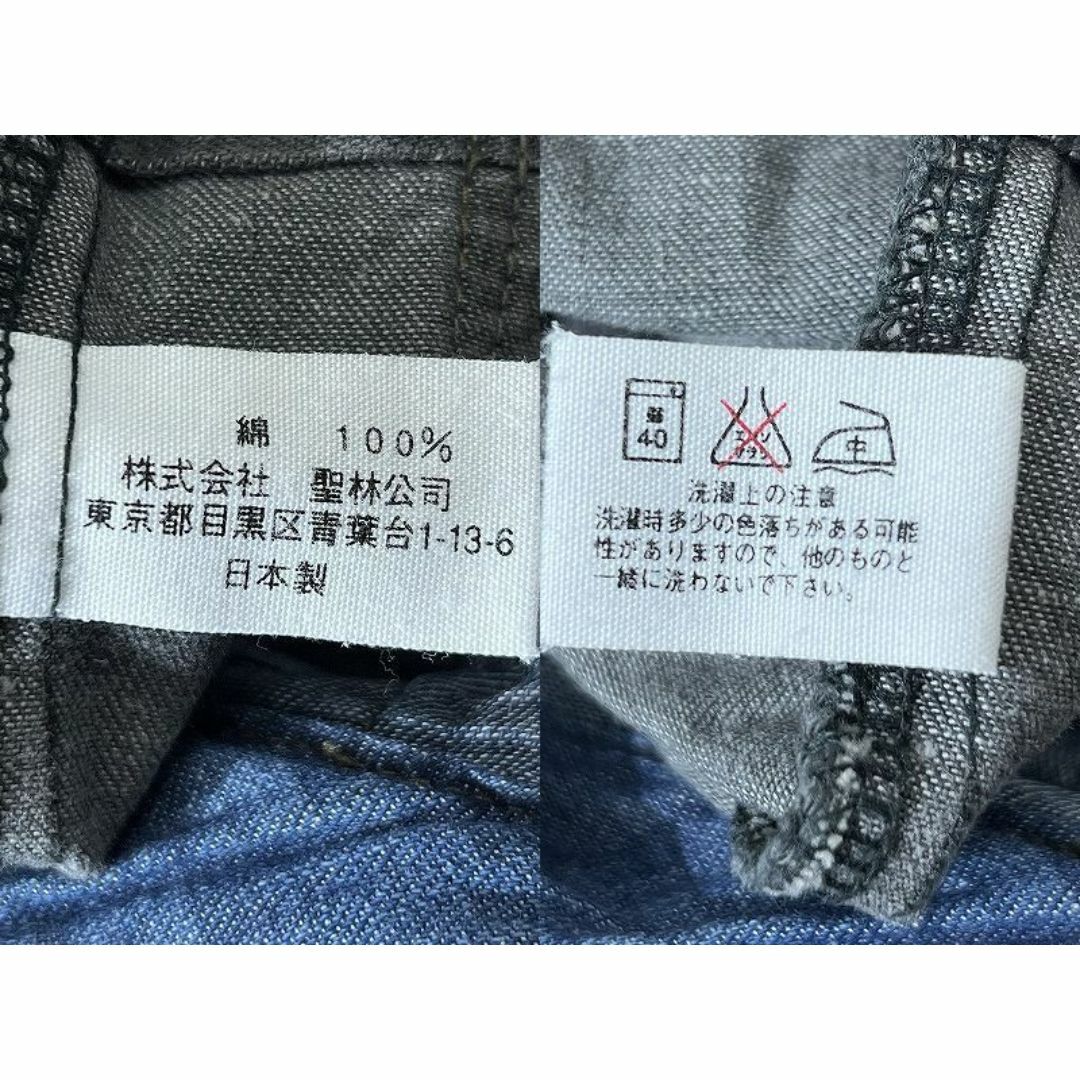 綿 100%
株式会社 聖林公司
東京都目黒区青葉台1-13-6
日本製
弱
40
エンソ
サラシ
中
洗濯上の注意
洗濯時多少の色落ちがある可能
性がありますので、他のものと
一緒に洗わないで下さい。